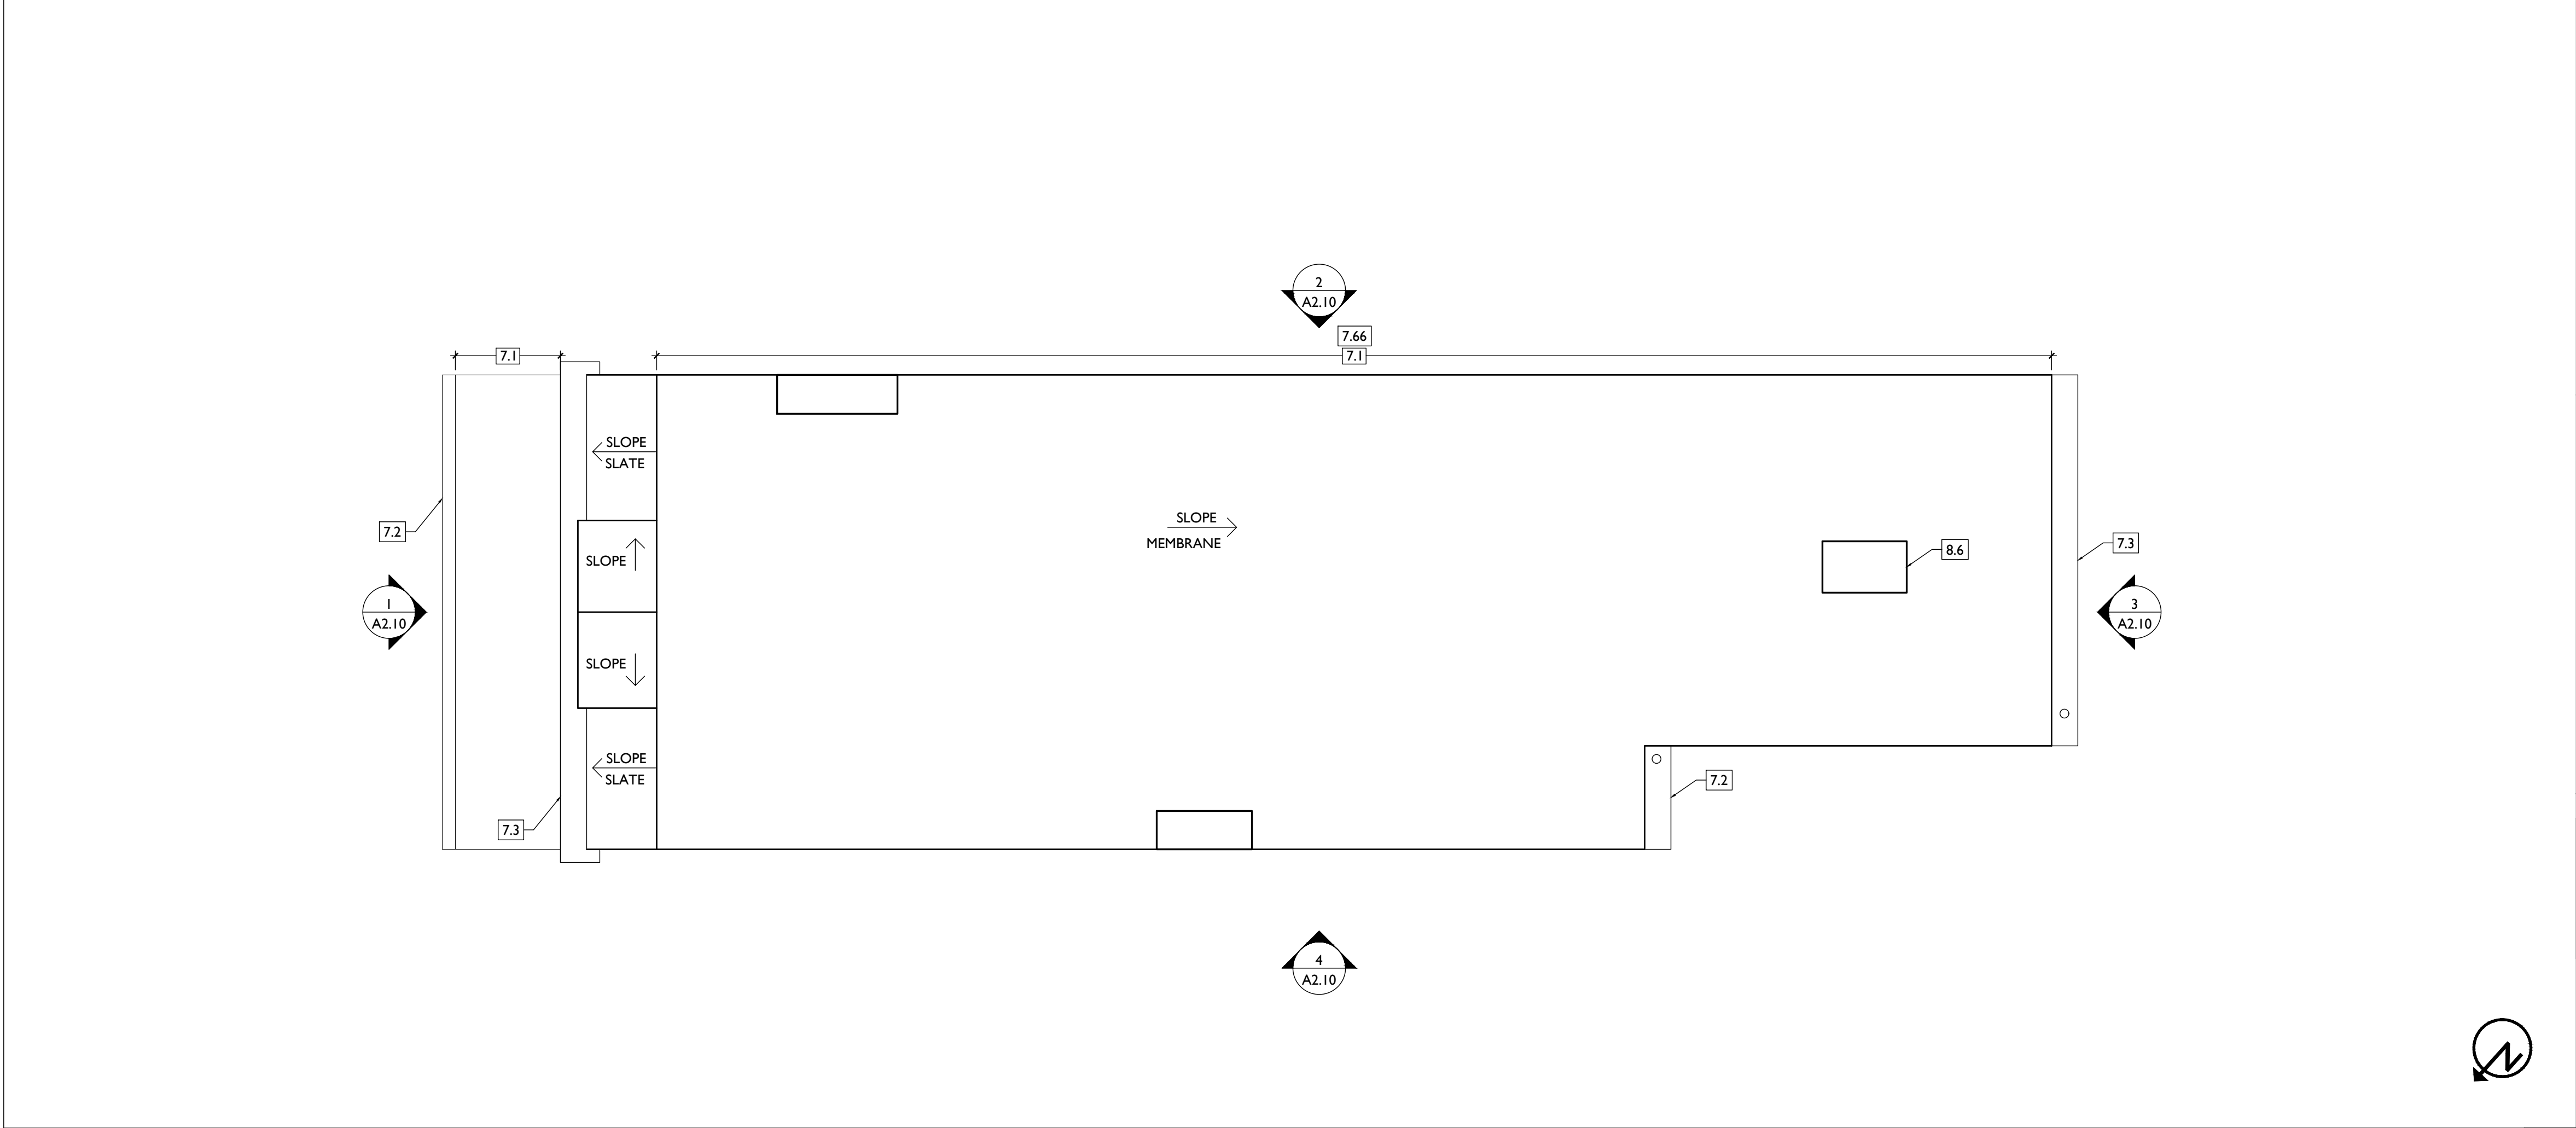 2
A2.10
7.66
7.1
7.1
SLOPE
SLATE
SLOPE
MEMBRANE
7.2
8.6
7.3
SLOPE
1
A2.10
3
A2.10
SLOPE
SLOPE
SLATE
7.2
7.3
4
A2.10
N